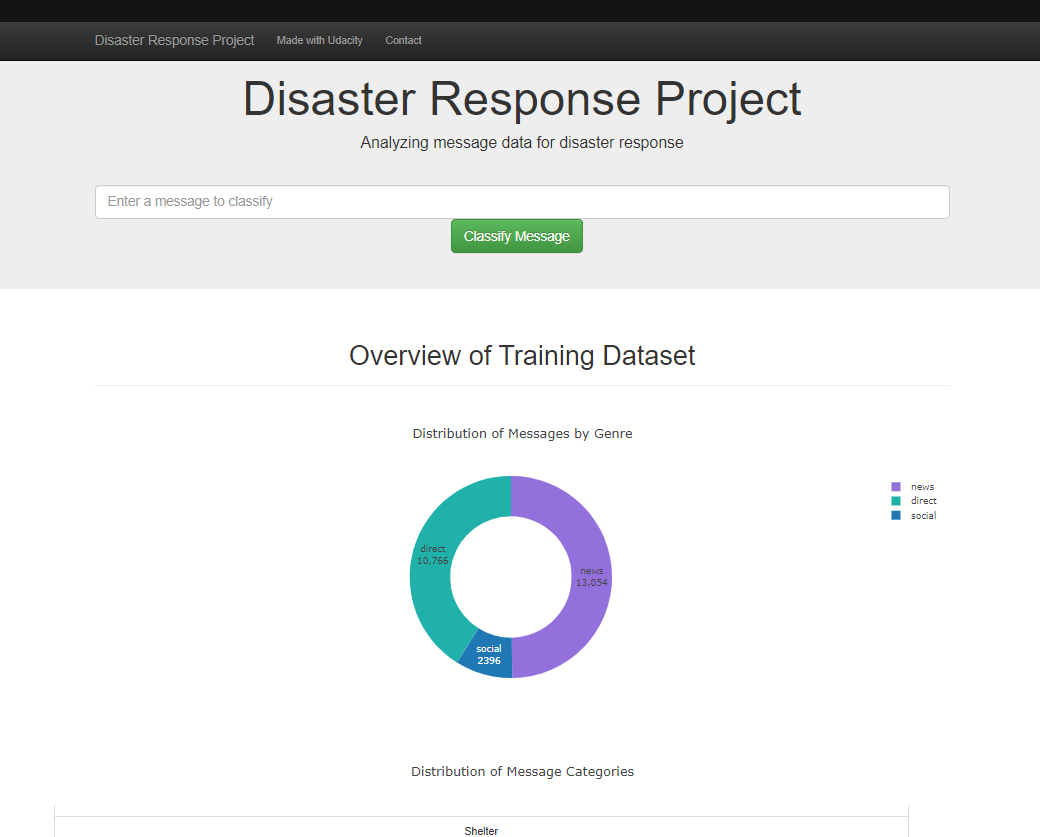 Disaster Response Project Made with Udacity Contact
Disaster Response Project
Analyzing message data for disaster response
Enter a message to classify
Classify Message
Overview of Training Dataset
Distribution of Messages by Genre
news
direct
social
direct
10,766
news
13,054
social
2396
Distribution of Message Categories
Shelter